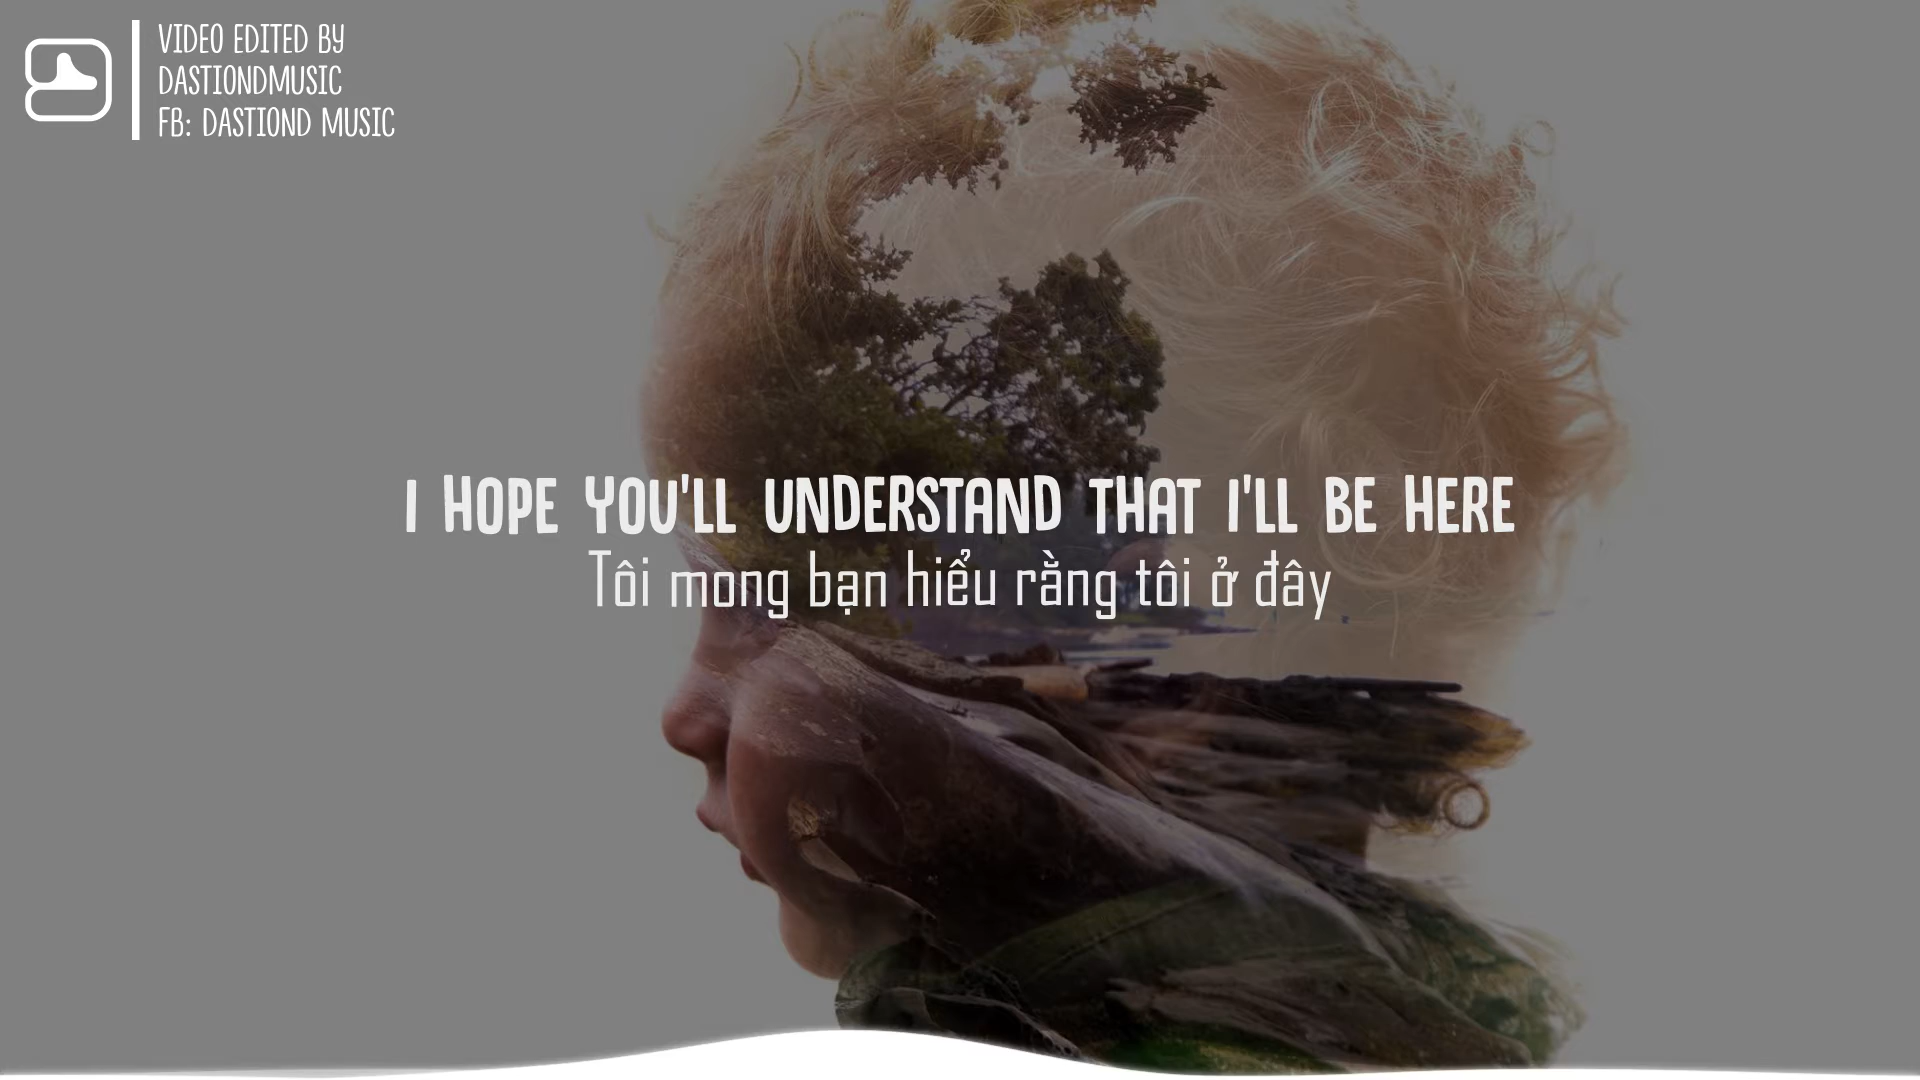 VIDEO EDITED BY
DASTIONDMUSIC
FB: DASTIOND MUSIC
I HOPE YOU'LL UNDERSTAND THAT I'LL BE HERE
Tôi mong bạn hiểu rằng tôi ở đây